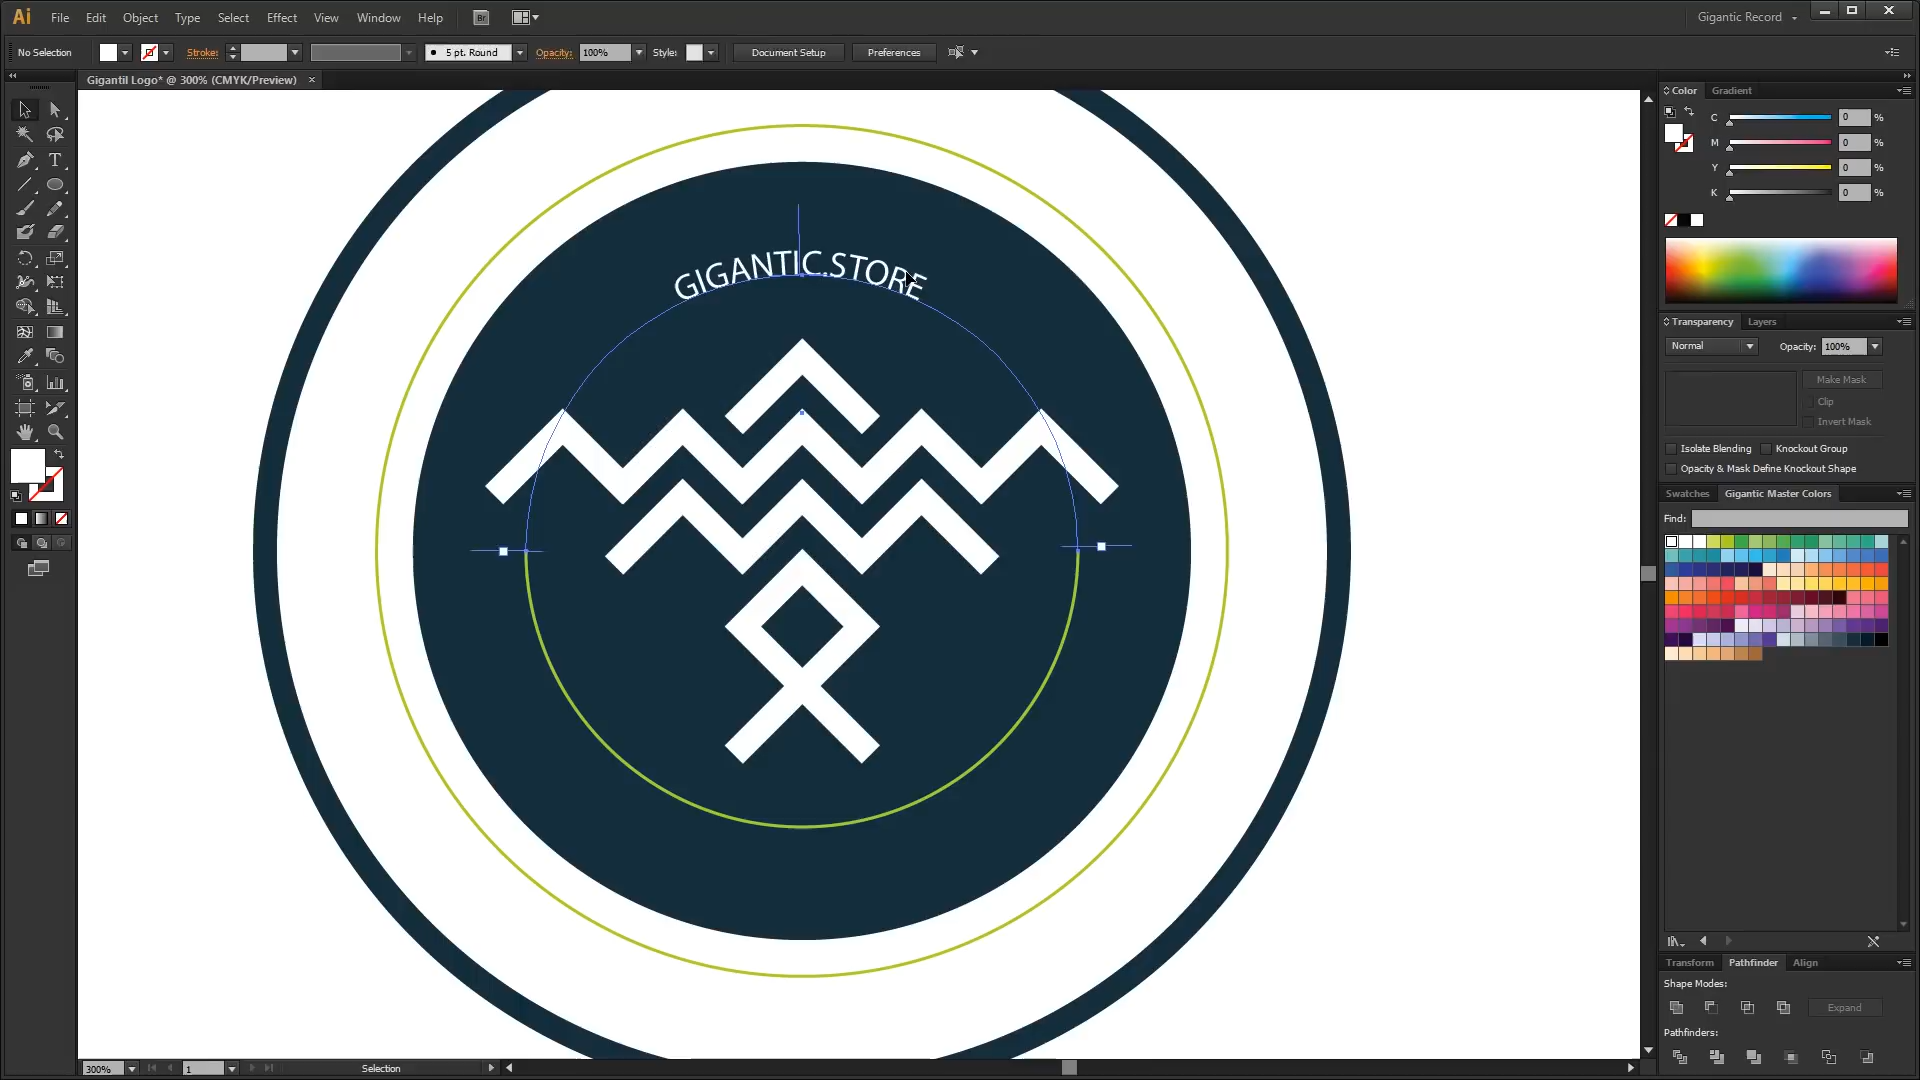 Ai File Edit Object Type Select Effect View Window Help Br Gigantic Record
No Selection Stroke: 5 pt. Round Opacity: 100% Style: Document Setup Preferences
Gigantil Logo* @ 300% (CMYK/Preview)
GIGANTIC.STORE
Color Gradient
C 0 %
M 0 %
Y 0 %
K 0 %
Transparency Layers
Normal Opacity: 100%
Make Mask
Clip
Invert Mask
Isolate Blending Knockout Group
Opacity & Mask Define Knockout Shape
Swatches Gigantic Master Colors
Find:
Transform Pathfinder Align
Shape Modes:
Expand
Pathfinders:
300% 1 Selection